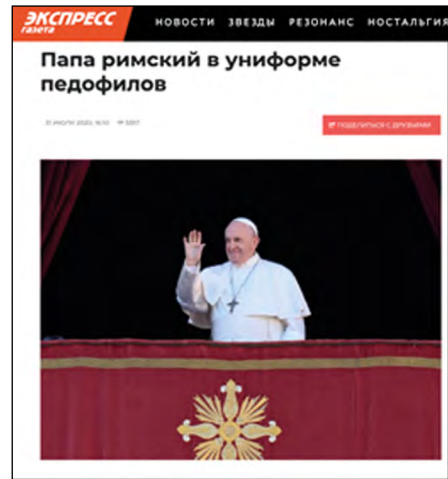 ЭКСПРЕСС
газета
НОВОСТИ ЗВЕЗДЫ РЕЗОНАНС НОСТАЛЬГИЯ
Папа римский в униформе
педофилов
ПОДЕЛИТЬСЯ С ДРУЗЬЯМИ